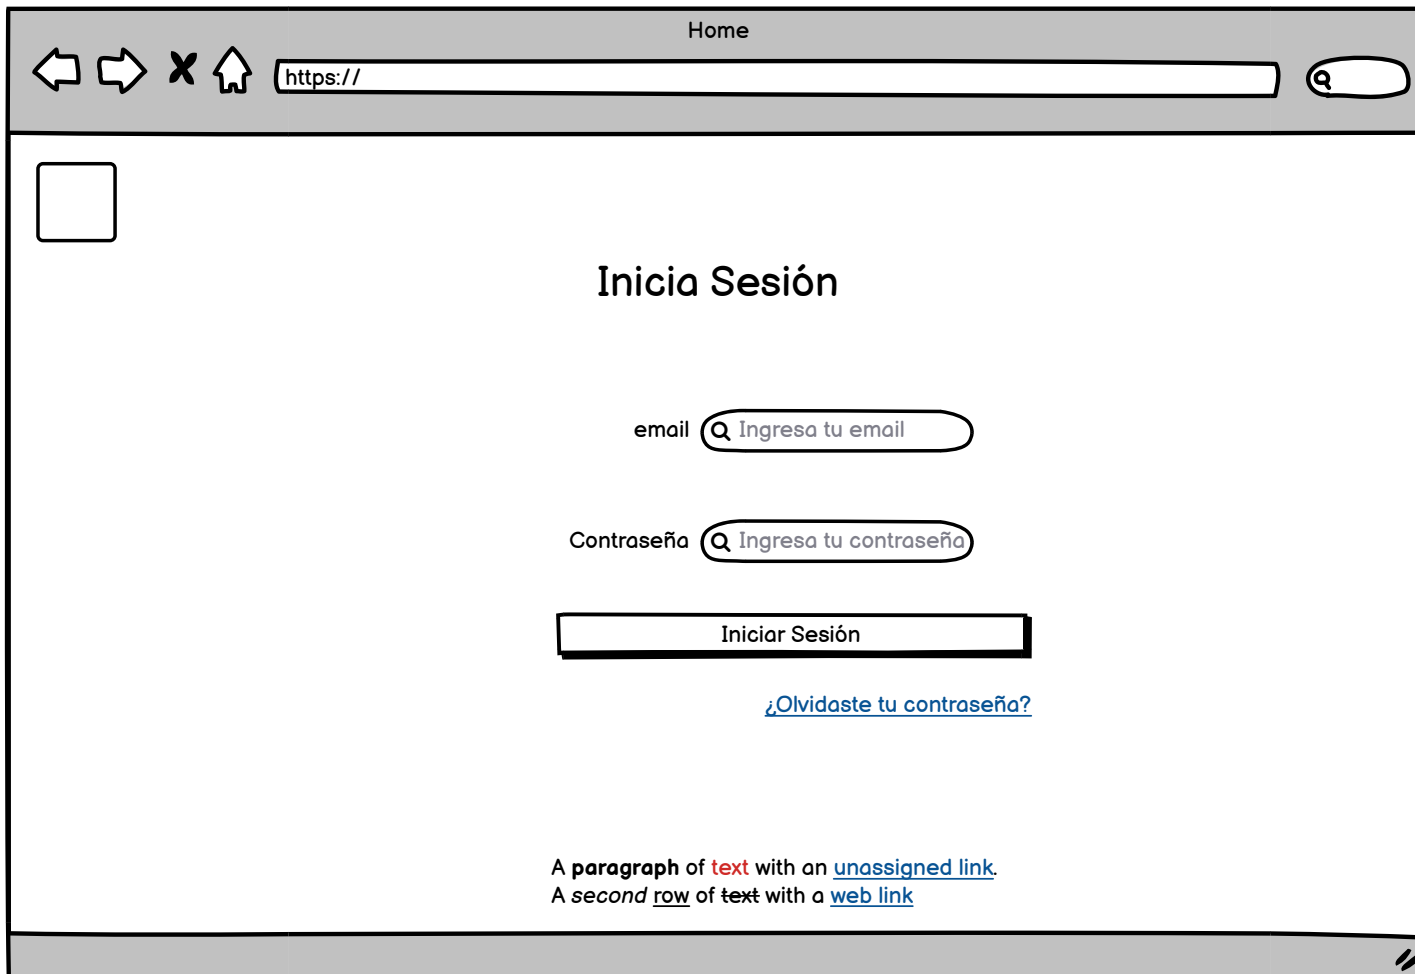 Home
https://
Inicia Sesión
email Ingresa tu email
Contraseña Ingresa tu contraseña
Iniciar Sesión
¿Olvidaste tu contraseña?
A paragraph of text with an unassigned link.
A second row of text with a web link